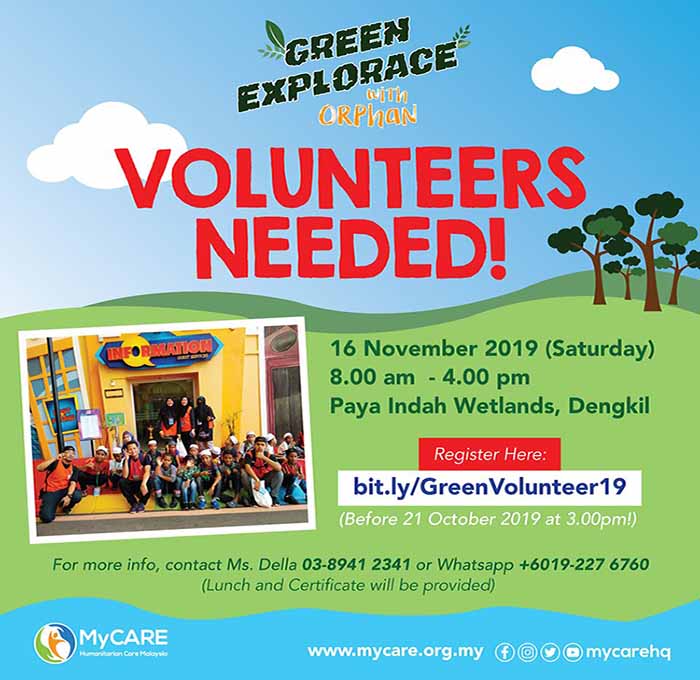 GREEN
EXPLORACE
WITH
ORPHAN
VOLUNTEERS
NEEDED!
INFORMATION
16 November 2019 (Saturday)
8.00 am - 4.00 pm
Paya Indah Wetlands, Dengkil
Register Here:
bit.ly/GreenVolunteer19
(Before 21 October 2019 at 3.00pm!)
For more info, contact Ms. Della 03-8941 2341 or Whatsapp +6019-227 6760
(Lunch and Certificate will be provided)
MyCARE
Humanitarian Care Malaysia
www.mycare.org.my
mycarehq